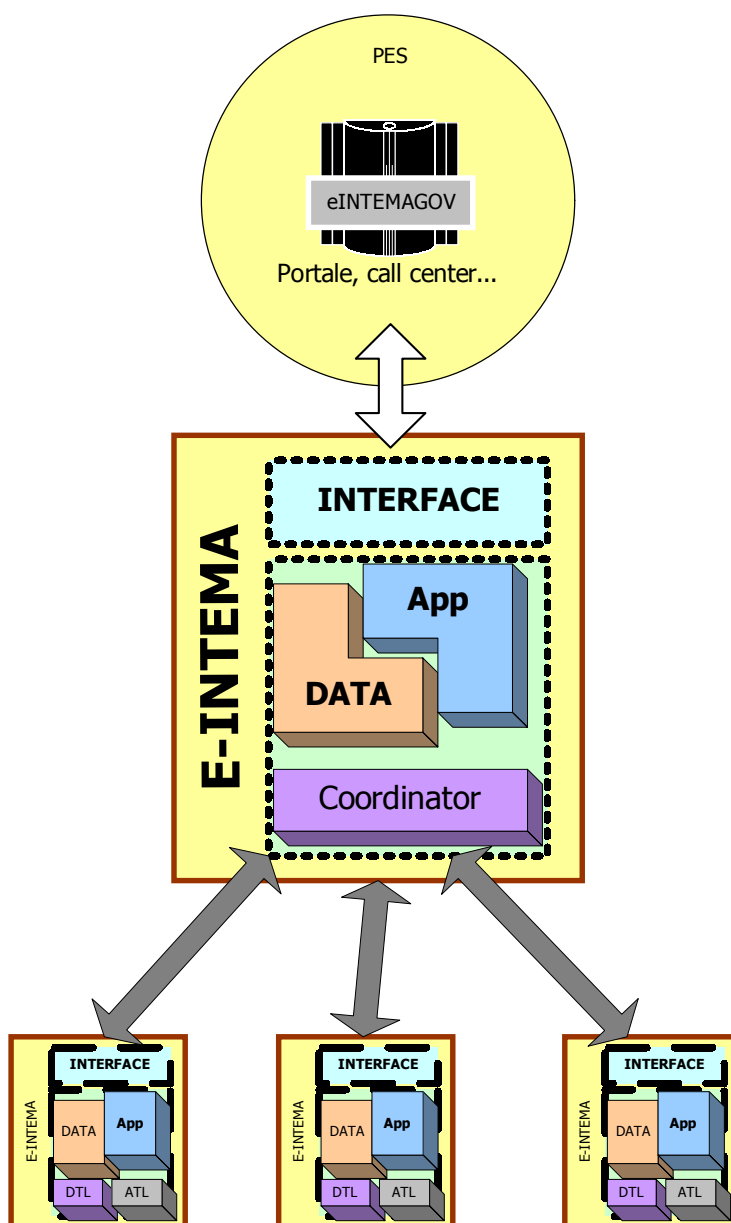 PES
eINTEMAGOV
Portale, call center...
E-INTEMA
INTERFACE
App
DATA
Coordinator
E-INTEMA
INTERFACE
DATA
App
DTL
ATL
E-INTEMA
INTERFACE
DATA
App
DTL
ATL
E-INTEMA
INTERFACE
DATA
App
DTL
ATL